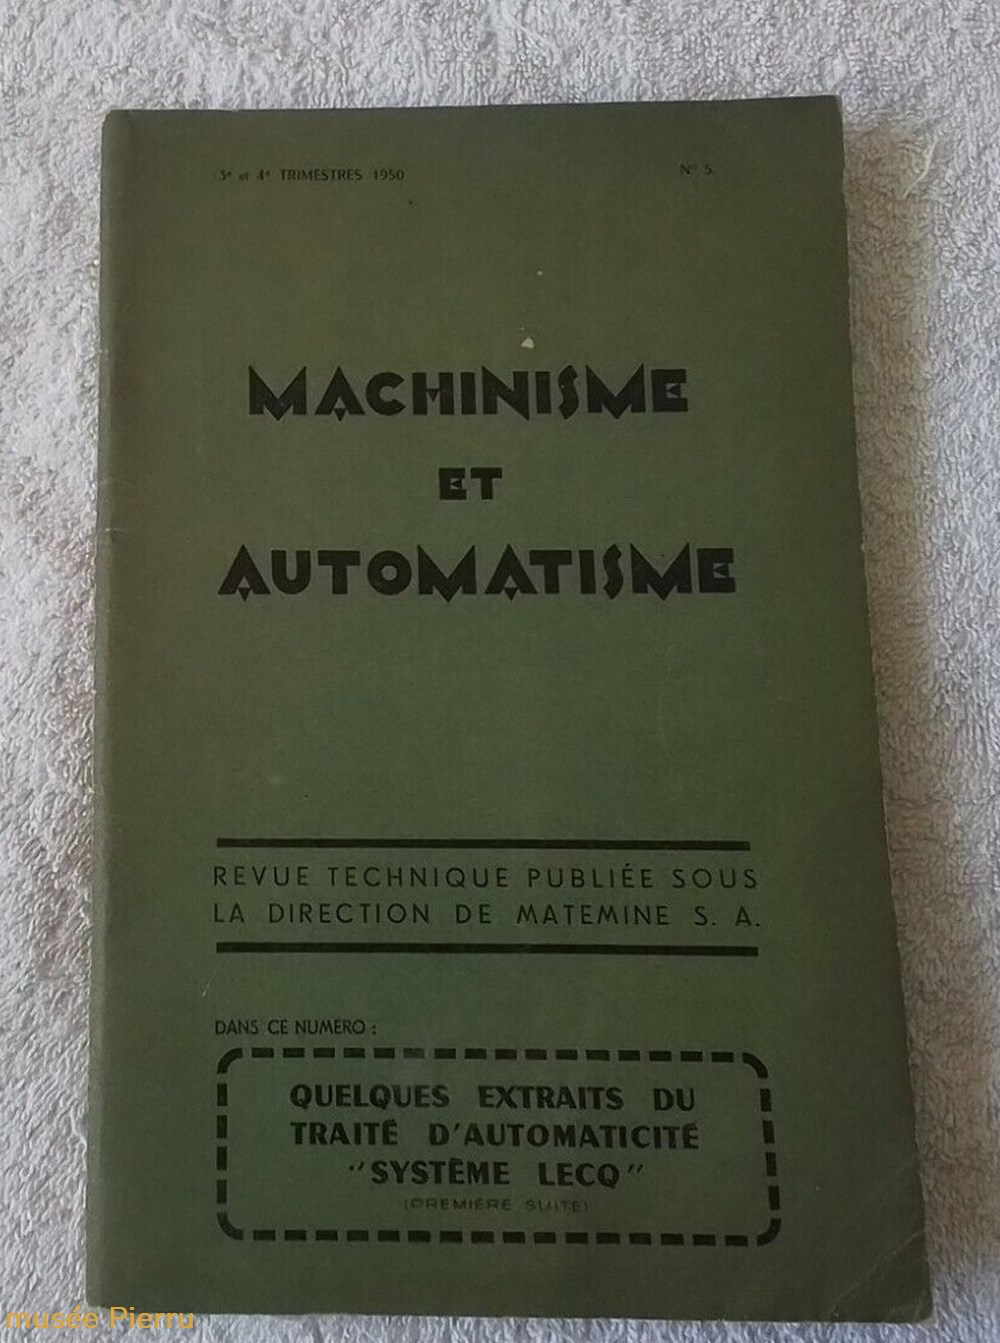 3e et 4e TRIMESTRES 1950 N° 5
MACHINISME
ET
AUTOMATISME
REVUE TECHNIQUE PUBLIÉE SOUS
LA DIRECTION DE MATEMINE S. A.
DANS CE NUMÉRO :
QUELQUES EXTRAITS DU
TRAITÉ D'AUTOMATICITÉ
"SYSTÈME LECQ"
(PREMIÈRE SUITE)
musée Pierru